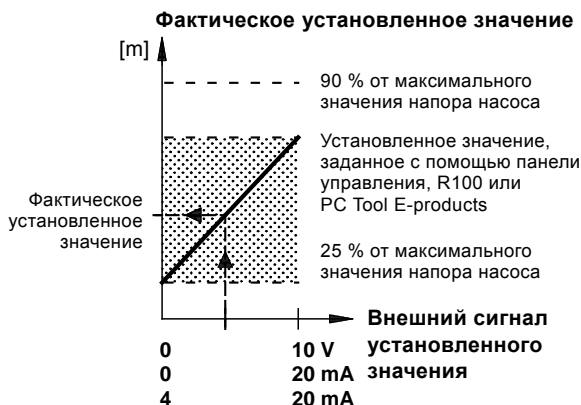 Фактическое установленное значение
[m]
90 % от максимального
значения напора насоса
Установленное значение,
заданное с помощью панели
управления, R100 или
PC Tool E-products
Фактическое
установленное
значение
25 % от максимального
значения напора насоса
Внешний сигнал
установленного
значения
0 10 V
0 20 mA
4 20 mA